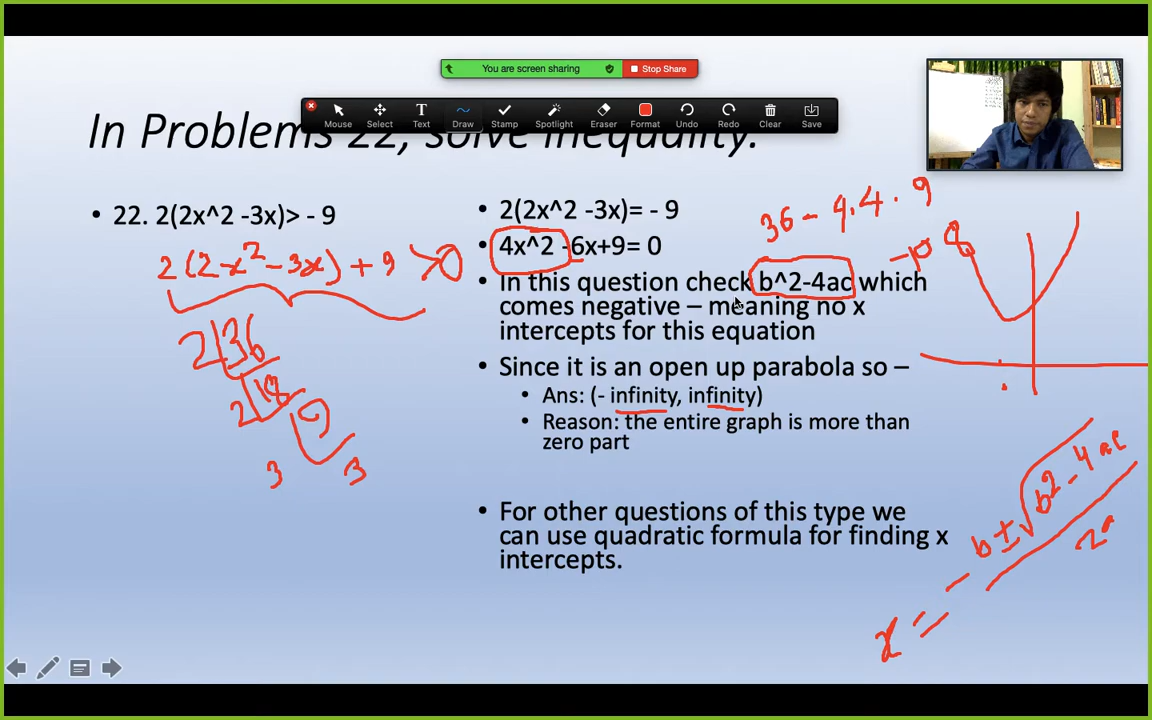 You are screen sharing
Stop Share
Mouse Select Text Draw Stamp Spotlight Eraser Format Undo Redo Clear Save
In Problems 22, solve inequality.
• 22. 2(2x^2 -3x)> - 9
2(2x² - 3x) + 9 > 0
2 36
2 18
9
3 3
• 2(2x^2 -3x)= - 9
• 4x^2 -6x+9= 0
36 - 4.4.9
-108
• In this question check b^2-4ac which
comes negative – meaning no x
intercepts for this equation
• Since it is an open up parabola so –
• Ans: (- infinity, infinity)
• Reason: the entire graph is more than
zero part
• For other questions of this type we
can use quadratic formula for finding x
intercepts.
x = - b ± √b² - 4ac
2a